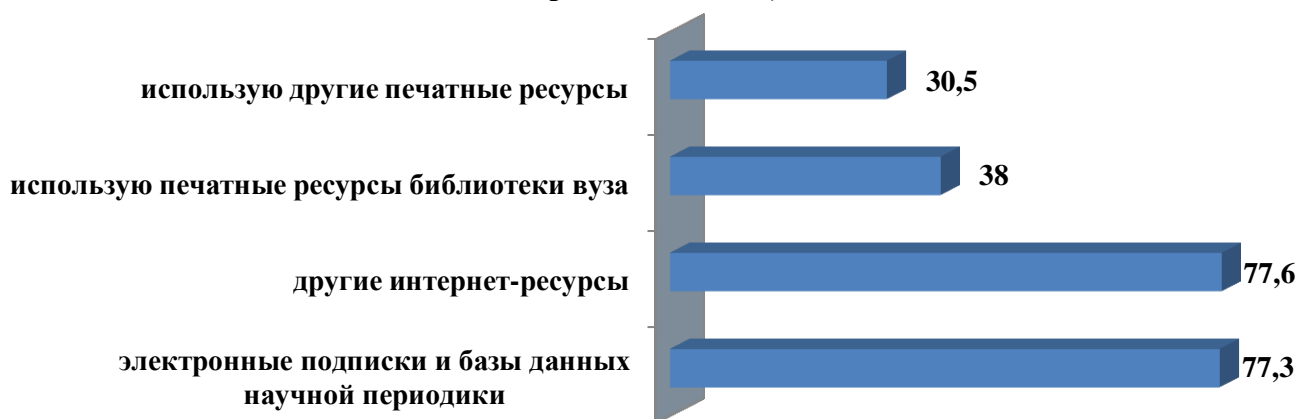 использую другие печатные ресурсы
30,5
использую печатные ресурсы библиотеки вуза
38
другие интернет-ресурсы
77,6
электронные подписки и базы данных
научной периодики
77,3